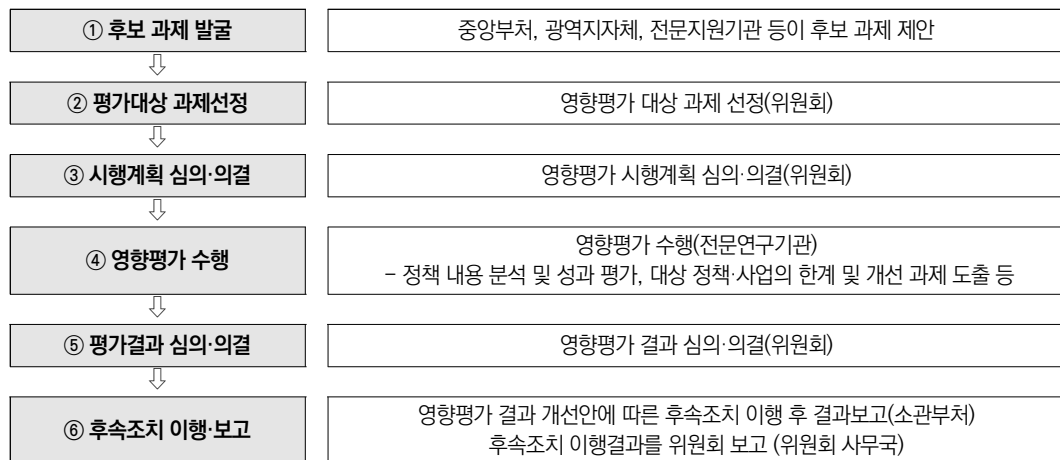 ① 후보 과제 발굴
중앙부처, 광역지자체, 전문지원기관 등이 후보 과제 제안
② 평가대상 과제선정
영향평가 대상 과제 선정(위원회)
③ 시행계획 심의·의결
영향평가 시행계획 심의·의결(위원회)
④ 영향평가 수행
영향평가 수행(전문연구기관)
- 정책 내용 분석 및 성과 평가, 대상 정책·사업의 한계 및 개선 과제 도출 등
⑤ 평가결과 심의·의결
영향평가 결과 심의·의결(위원회)
⑥ 후속조치 이행·보고
영향평가 결과 개선안에 따른 후속조치 이행 후 결과보고(소관부처)
후속조치 이행결과를 위원회 보고 (위원회 사무국)